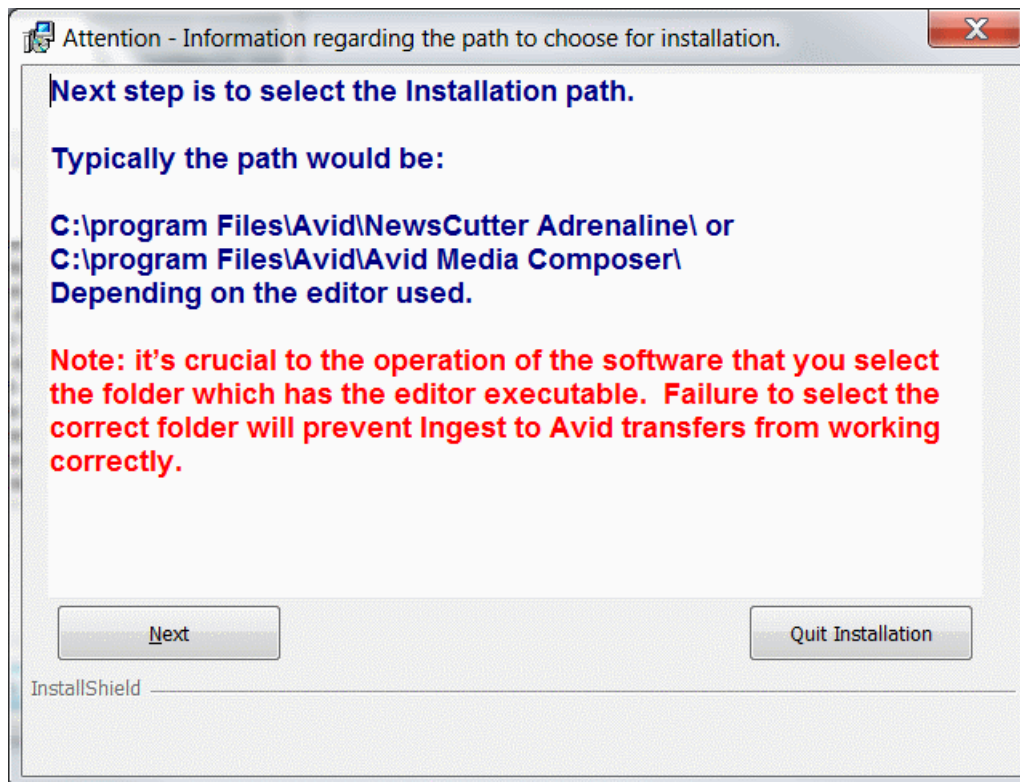 Attention - Information regarding the path to choose for installation.
Next step is to select the Installation path.
Typically the path would be:
C:\program Files\Avid\NewsCutter Adrenaline\ or
C:\program Files\Avid\Avid Media Composer\
Depending on the editor used.
Note: it’s crucial to the operation of the software that you select
the folder which has the editor executable.  Failure to select the
correct folder will prevent Ingest to Avid transfers from working
correctly.
Next
Quit Installation
InstallShield